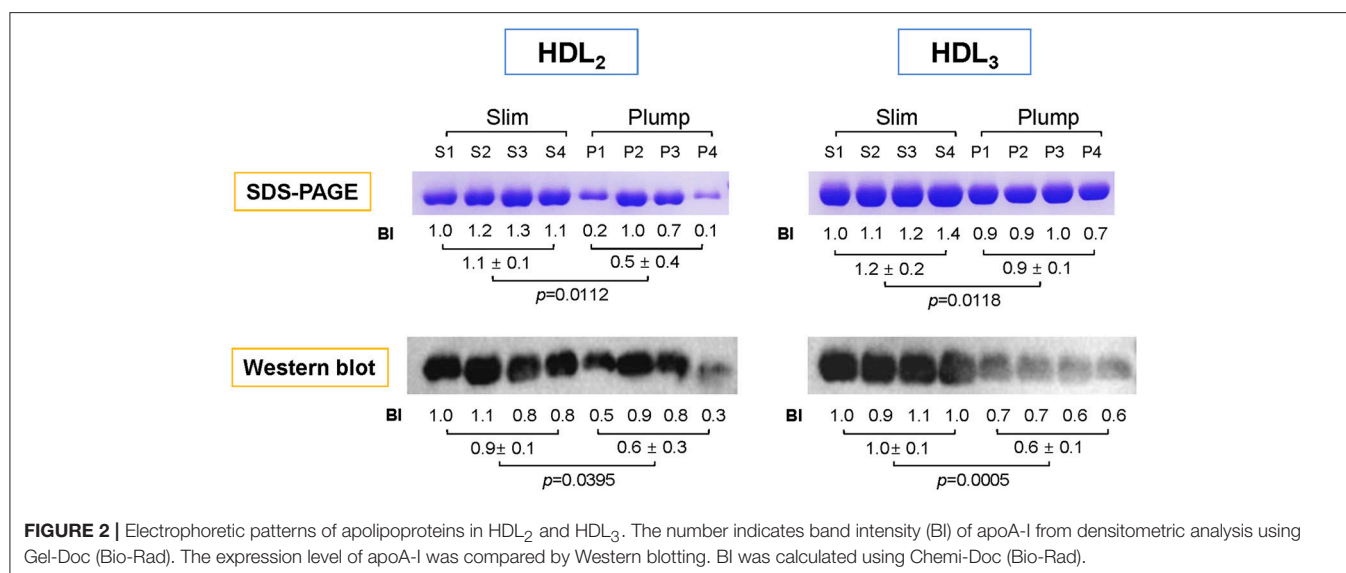 HDL₂ HDL₃
Slim Plump Slim Plump
S1 S2 S3 S4 P1 P2 P3 P4 S1 S2 S3 S4 P1 P2 P3 P4
SDS-PAGE
BI 1.0 1.2 1.3 1.1 0.2 1.0 0.7 0.1 BI 1.0 1.1 1.2 1.4 0.9 0.9 1.0 0.7
1.1 ± 0.1 0.5 ± 0.4 1.2 ± 0.2 0.9 ± 0.1
p=0.0112 p=0.0118
Western blot
BI 1.0 1.1 0.8 0.8 0.5 0.9 0.8 0.3 BI 1.0 0.9 1.1 1.0 0.7 0.7 0.6 0.6
0.9± 0.1 0.6 ± 0.3 1.0± 0.1 0.6 ± 0.1
p=0.0395 p=0.0005
FIGURE 2 | Electrophoretic patterns of apolipoproteins in HDL₂ and HDL₃. The number indicates band intensity (BI) of apoA-I from densitometric analysis using
Gel-Doc (Bio-Rad). The expression level of apoA-I was compared by Western blotting. BI was calculated using Chemi-Doc (Bio-Rad).